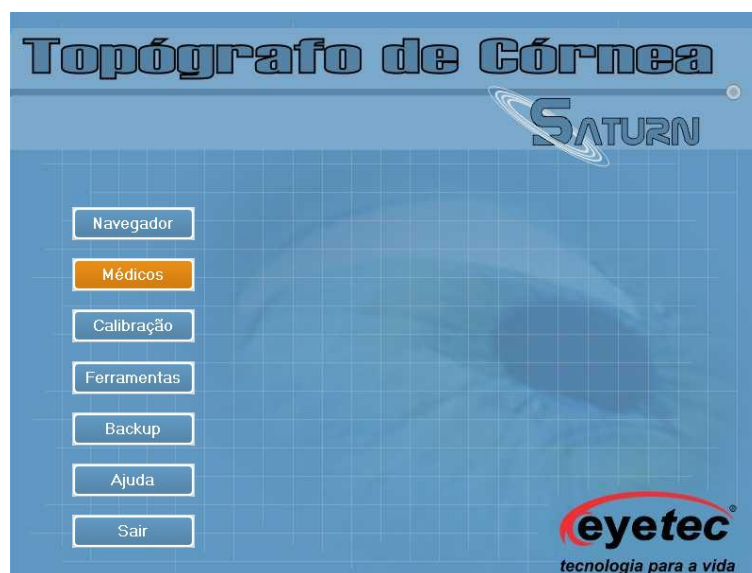 Topógrafo de Córnea
SATURN
Navegador
Médicos
Calibração
Ferramentas
Backup
Ajuda
Sair
eyetec®
tecnologia para a vida